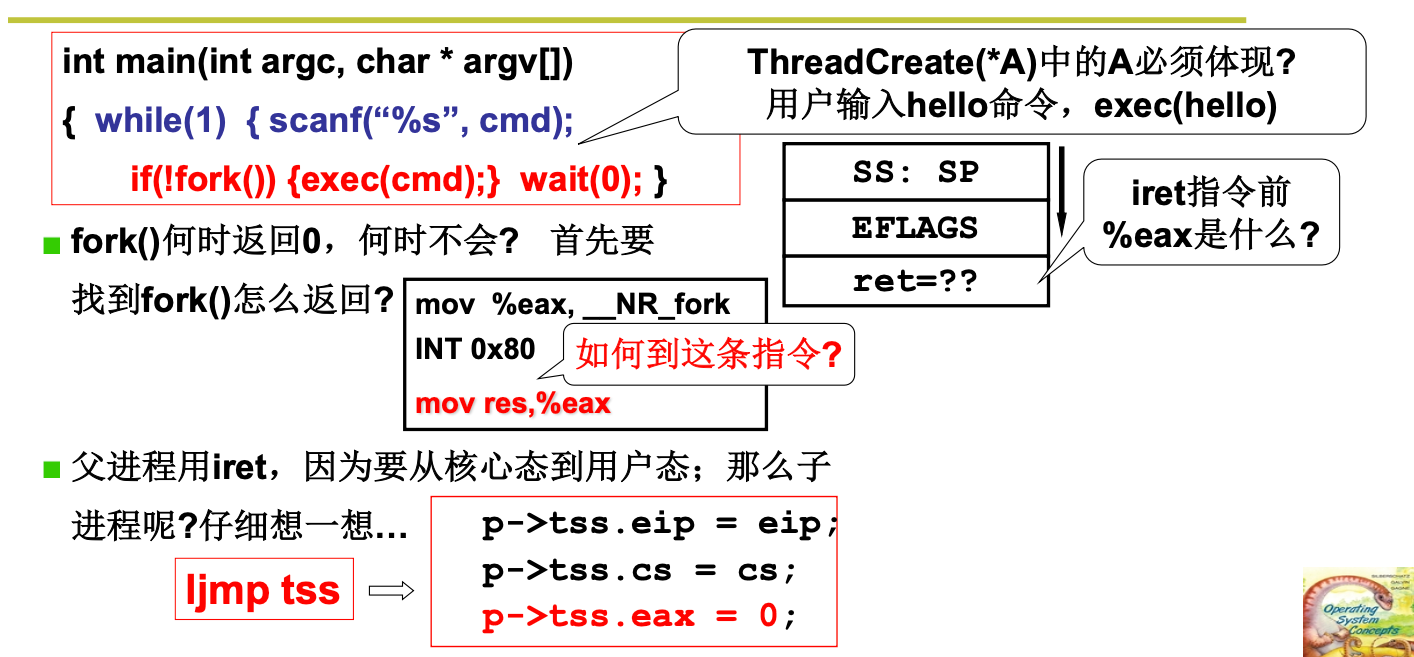 int main(int argc, char * argv[])
{ while(1) { scanf(“%s”, cmd);
if(!fork()) {exec(cmd);} wait(0); }
ThreadCreate(*A)中的A必须体现?
用户输入hello命令，exec(hello)
SS: SP
EFLAGS
ret=??
iret指令前
%eax是什么?
fork()何时返回0，何时不会? 首先要
找到fork()怎么返回?
mov %eax, __NR_fork
INT 0x80
mov res,%eax
如何到这条指令?
父进程用iret，因为要从核心态到用户态；那么子
进程呢?仔细想一想...
ljmp tss
p->tss.eip = eip;
p->tss.cs = cs;
p->tss.eax = 0;
SILBERSCHATZ
GALVIN
GAGNE
Operating
System
Concepts